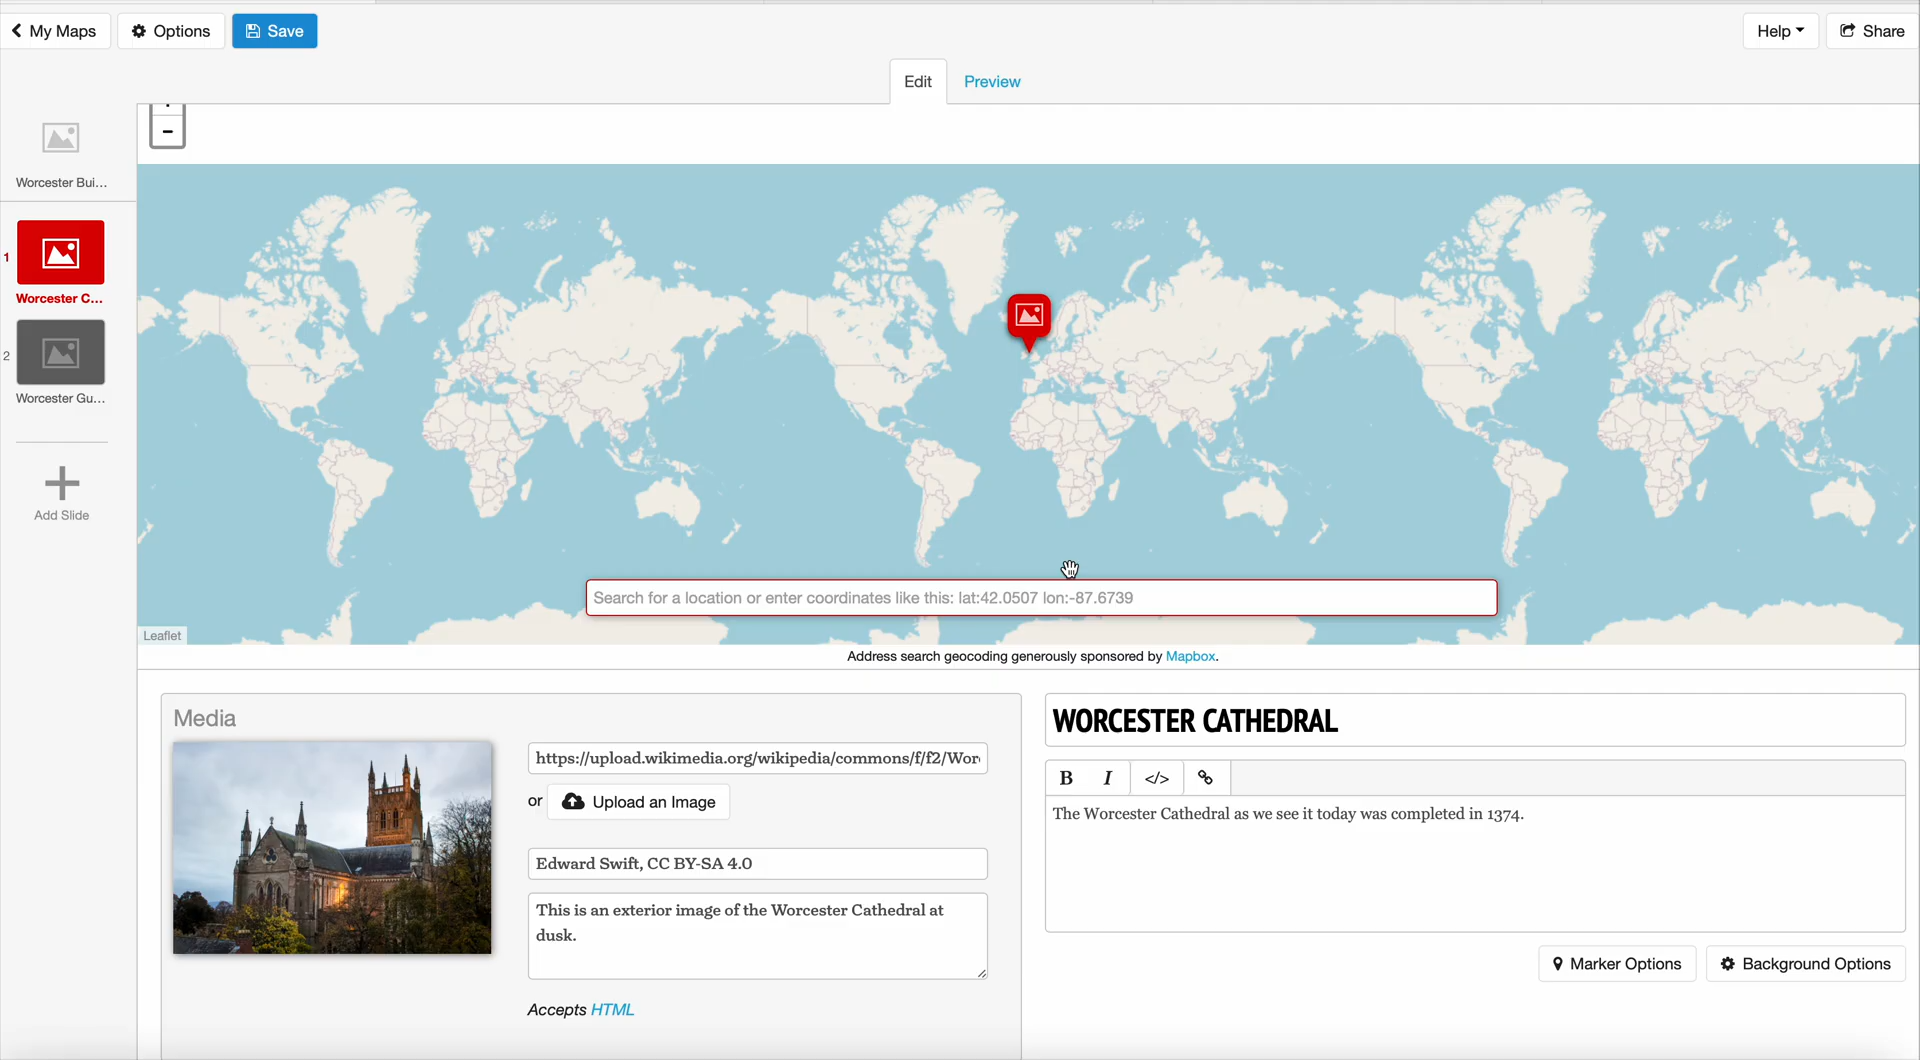 My Maps
Options
Save
Help
Share
Edit
Preview
Worcester Bui...
1
Worcester C...
2
Worcester Gu...
Add Slide
Search for a location or enter coordinates like this: lat:42.0507 lon:-87.6739
Leaflet
Address search geocoding generously sponsored by Mapbox.
Media
https://upload.wikimedia.org/wikipedia/commons/f/f2/Wor
or
Upload an Image
Edward Swift, CC BY-SA 4.0
This is an exterior image of the Worcester Cathedral at
dusk.
Accepts HTML
WORCESTER CATHEDRAL
B I </>
The Worcester Cathedral as we see it today was completed in 1374.
Marker Options
Background Options